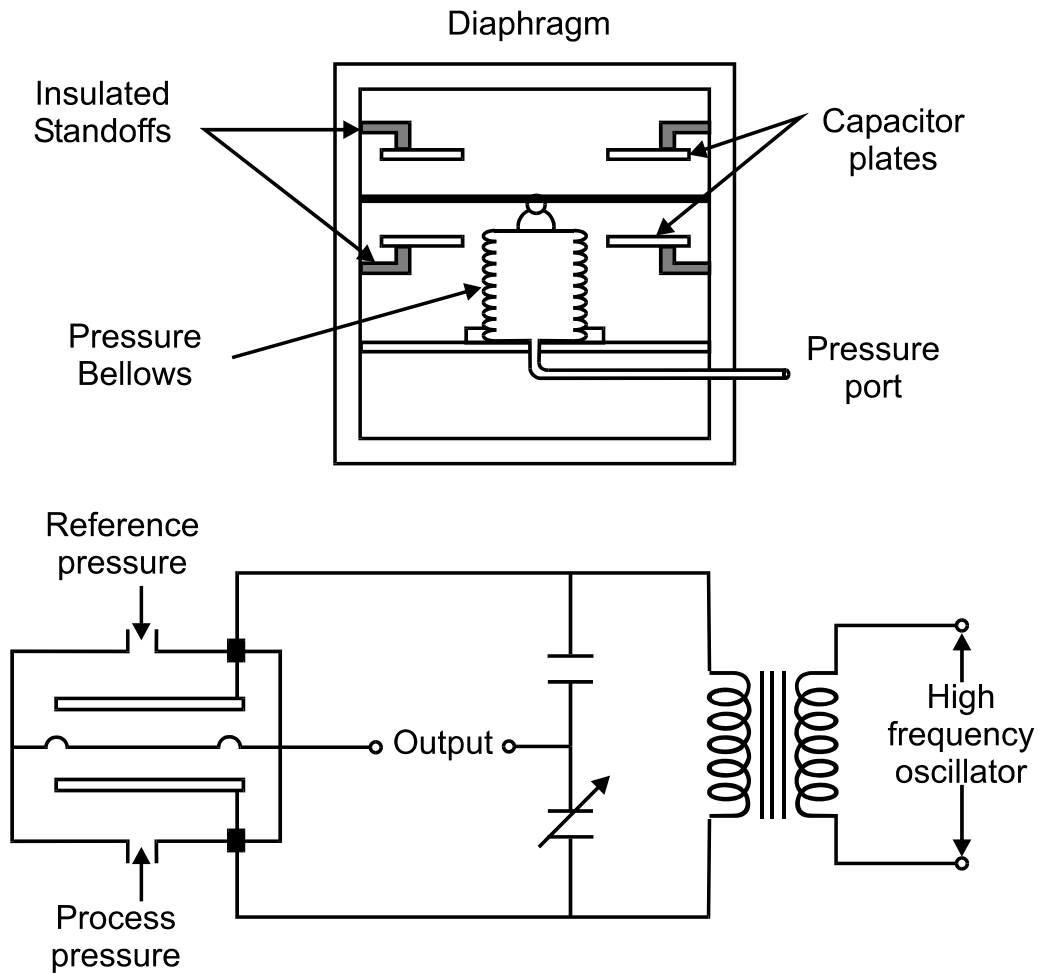 Diaphragm
Insulated
Standoffs
Capacitor
plates
Pressure
Bellows
Pressure
port
Reference
pressure
Output
High
frequency
oscillator
Process
pressure